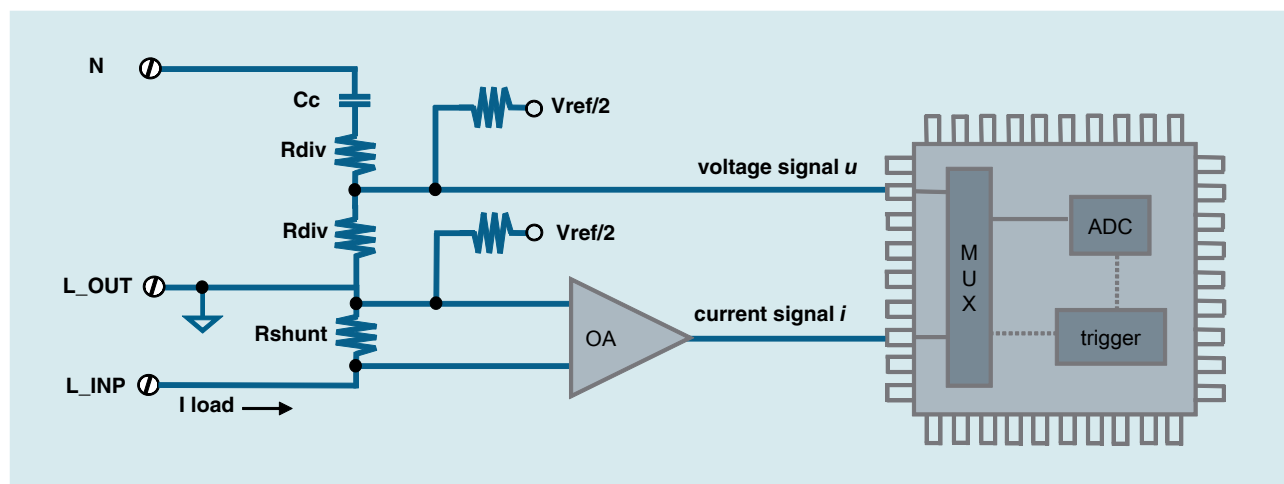 N
Cc
Vref/2
Rdiv
voltage signal u
Rdiv
Vref/2
ADC
M
U
X
L_OUT
Rshunt
OA
current signal i
trigger
L_INP
I load